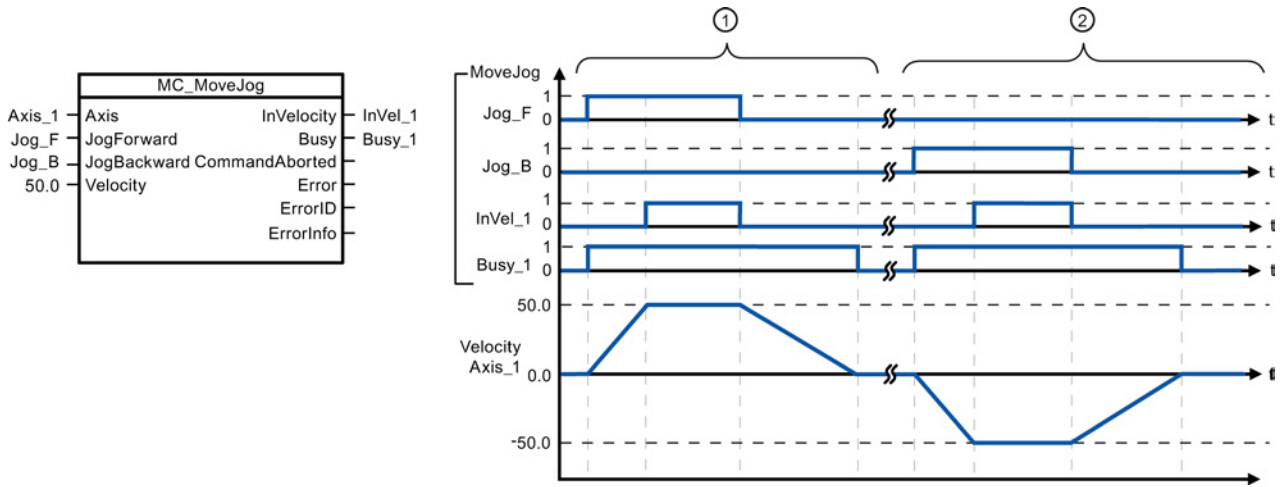 ① ②
MC_MoveJog
Axis_1 Axis InVelocity InVel_1
Jog_F JogForward Busy Busy_1
Jog_B JogBackward CommandAborted
50.0 Velocity Error
ErrorID
ErrorInfo
MoveJog
Jog_F 1 0 t
Jog_B 1 0 t
InVel_1 1 0 t
Busy_1 1 0 t
50.0
Velocity
Axis_1 0.0
-50.0
t